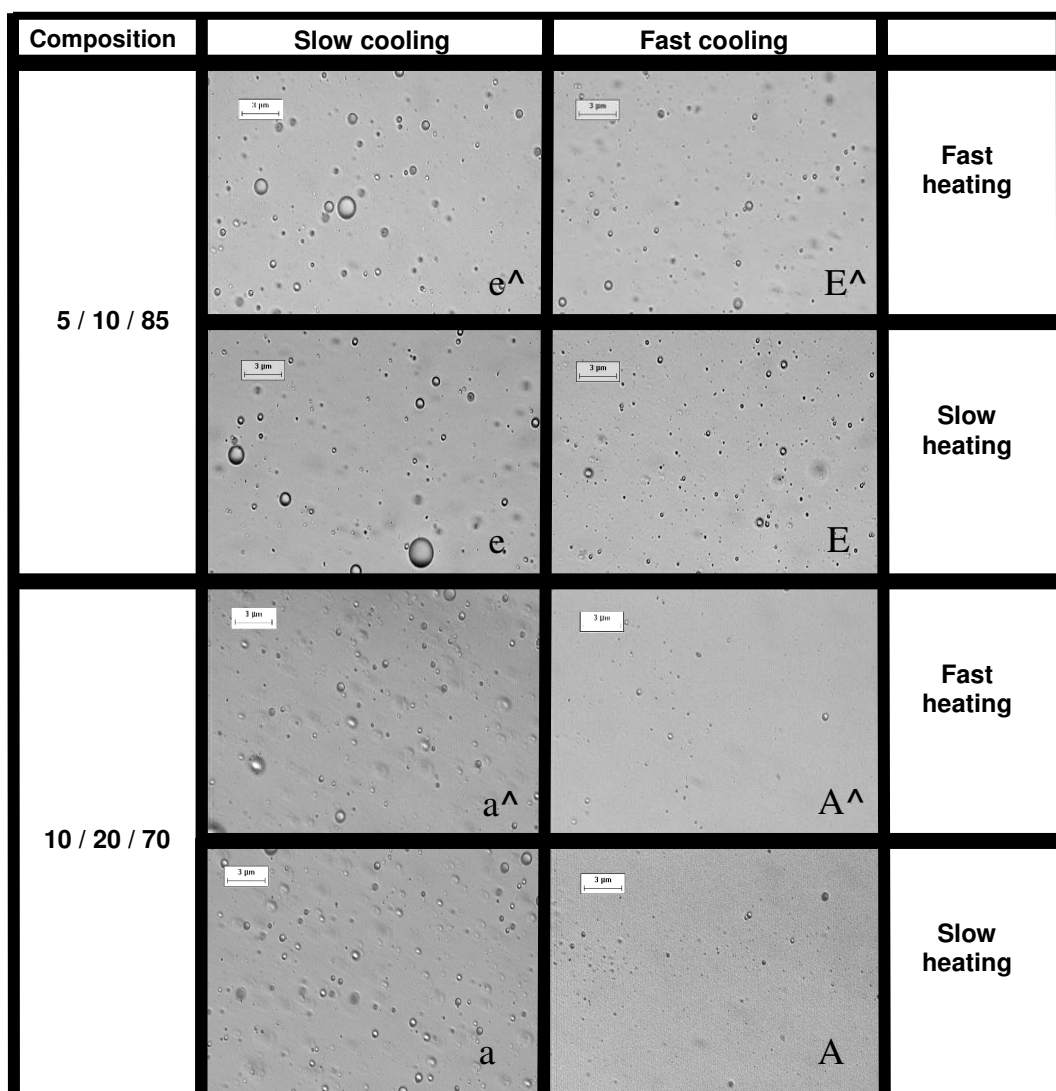 Composition Slow cooling Fast cooling
3 µm 3 µm
Fast
heating
e^ E^
5 / 10 / 85
3 µm 3 µm
Slow
heating
e E
3 µm 3 µm
Fast
heating
a^ A^
10 / 20 / 70
3 µm 3 µm
Slow
heating
a A